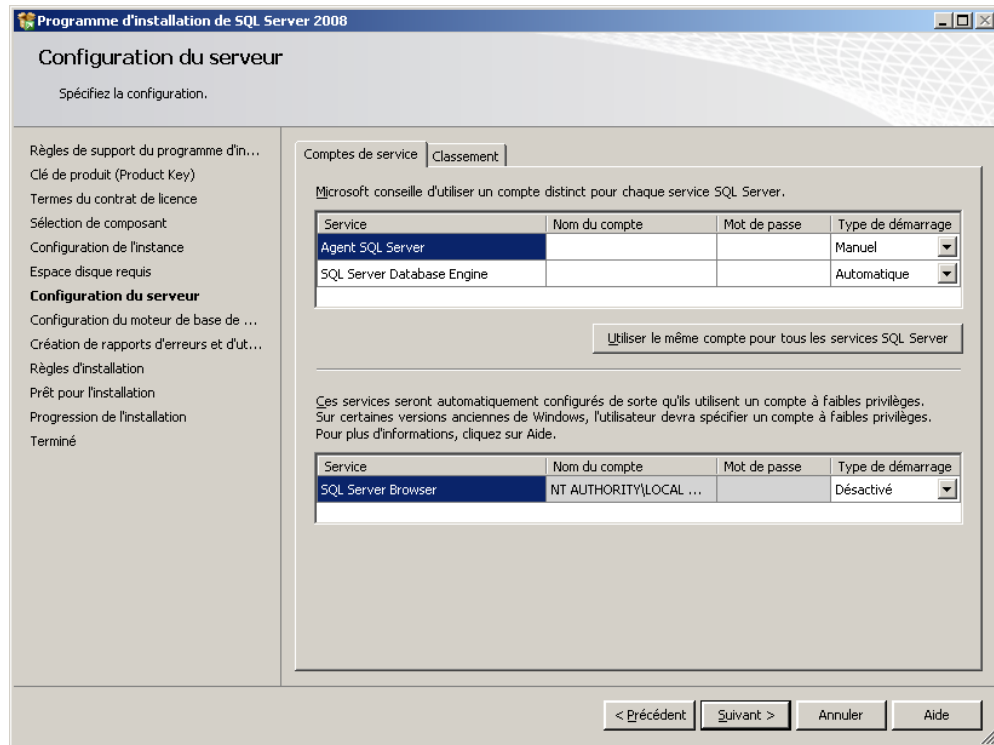 Programme d'installation de SQL Server 2008
Configuration du serveur
Spécifiez la configuration.
Règles de support du programme d'in...
Clé de produit (Product Key)
Termes du contrat de licence
Sélection de composant
Configuration de l'instance
Espace disque requis
Configuration du serveur
Configuration du moteur de base de ...
Création de rapports d'erreurs et d'ut...
Règles d'installation
Prêt pour l'installation
Progression de l'installation
Terminé
Comptes de service Classement
Microsoft conseille d'utiliser un compte distinct pour chaque service SQL Server.
Service Nom du compte Mot de passe Type de démarrage
Agent SQL Server Manuel
SQL Server Database Engine Automatique
Utiliser le même compte pour tous les services SQL Server
Ces services seront automatiquement configurés de sorte qu'ils utilisent un compte à faibles privilèges.
Sur certaines versions anciennes de Windows, l'utilisateur devra spécifier un compte à faibles privilèges.
Pour plus d'informations, cliquez sur Aide.
Service Nom du compte Mot de passe Type de démarrage
SQL Server Browser NT AUTHORITY\LOCAL ... Désactivé
< Précédent Suivant > Annuler Aide